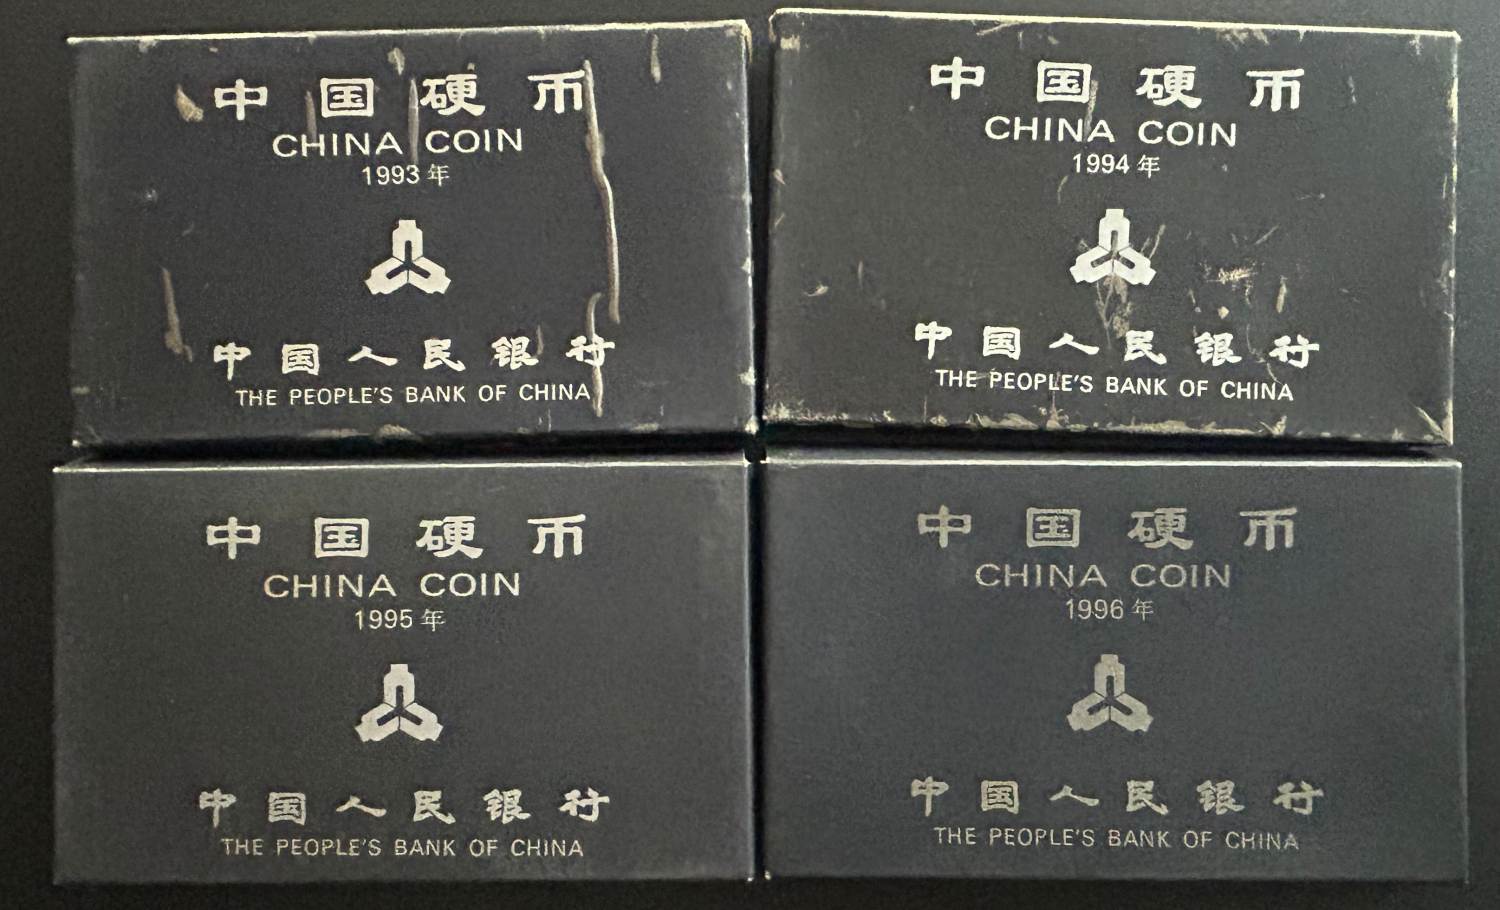 中国硬币
CHINA COIN
1993年
中国人民银行
THE PEOPLE'S BANK OF CHINA
中国硬币
CHINA COIN
1994年
中国人民银行
THE PEOPLE'S BANK OF CHINA
中国硬币
CHINA COIN
1995年
中国人民银行
THE PEOPLE'S BANK OF CHINA
中国硬币
CHINA COIN
1996年
中国人民银行
THE PEOPLE'S BANK OF CHINA